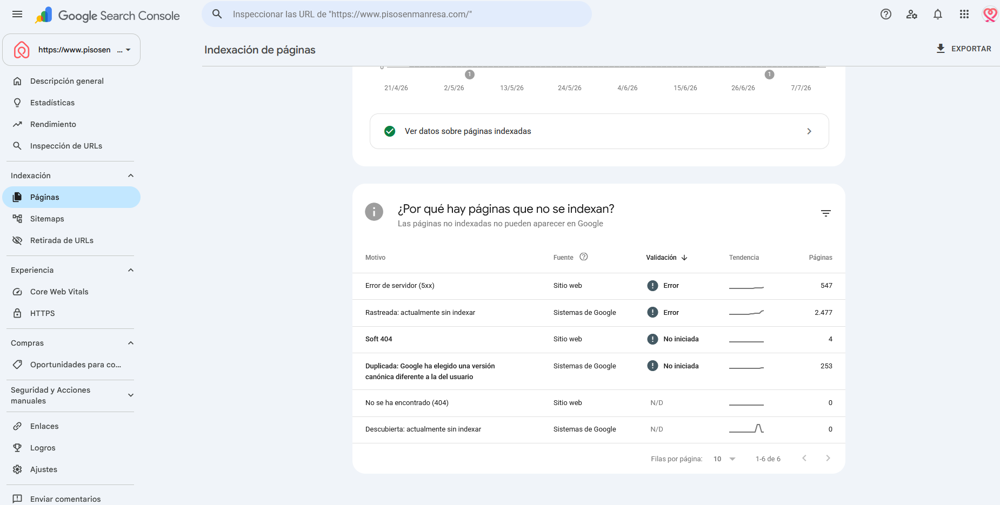 Google Search Console
Inspeccionar las URL de "https://www.pisosenmanresa.com/"
https://www.pisosen ...
Indexación de páginas
EXPORTAR
Descripción general
Estadísticas
Rendimiento
Inspección de URLs
Indexación
Páginas
Sitemaps
Retirada de URLs
Experiencia
Core Web Vitals
HTTPS
Compras
Oportunidades para co...
Seguridad y Acciones
manuales
Enlaces
Logros
Ajustes
Enviar comentarios
0
1
1
21/4/26 2/5/26 13/5/26 24/5/26 4/6/26 15/6/26 26/6/26 7/7/26
Ver datos sobre páginas indexadas
¿Por qué hay páginas que no se indexan?
Las páginas no indexadas no pueden aparecer en Google
Motivo Fuente Validación Tendencia Páginas
Error de servidor (5xx) Sitio web Error 547
Rastreada: actualmente sin indexar Sistemas de Google Error 2.477
Soft 404 Sitio web No iniciada 4
Duplicada: Google ha elegido una versión
canónica diferente a la del usuario Sistemas de Google No iniciada 253
No se ha encontrado (404) Sitio web N/D 0
Descubierta: actualmente sin indexar Sistemas de Google N/D 0
Filas por página: 10 1-6 de 6